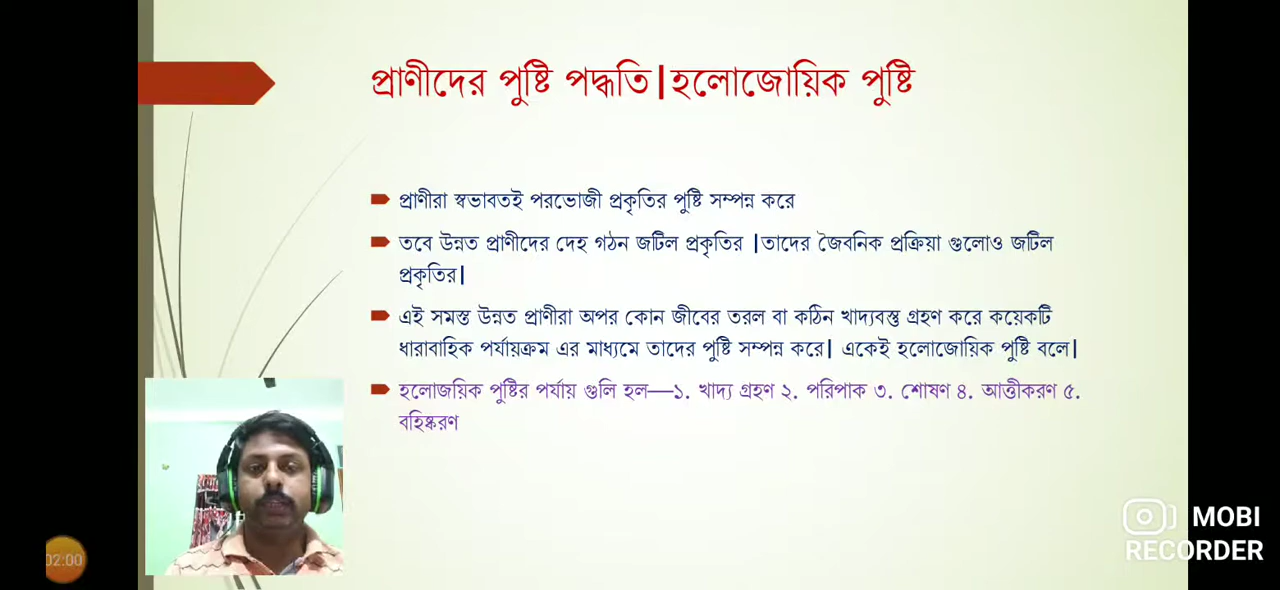 প্রাণীদের পুষ্টি পদ্ধতি|হলোজোয়িক পুষ্টি
প্রাণীরা স্বভাবতই পরভোজী প্রকৃতির পুষ্টি সম্পন্ন করে
তবে উন্নত প্রাণীদের দেহ গঠন জটিল প্রকৃতির |তাদের জৈবনিক প্রক্রিয়া গুলোও জটিল
প্রকৃতির|
এই সমস্ত উন্নত প্রাণীরা অপর কোন জীবের তরল বা কঠিন খাদ্যবস্তু গ্রহণ করে কয়েকটি
ধারাবাহিক পর্যায়ক্রম এর মাধ্যমে তাদের পুষ্টি সম্পন্ন করে| একেই হলোজোয়িক পুষ্টি বলে|
হলোজয়িক পুষ্টির পর্যায় গুলি হল—১. খাদ্য গ্রহণ ২. পরিপাক ৩. শোষণ ৪. আত্তীকরণ ৫.
বহিষ্করণ
02:00
MOBI
RECORDER